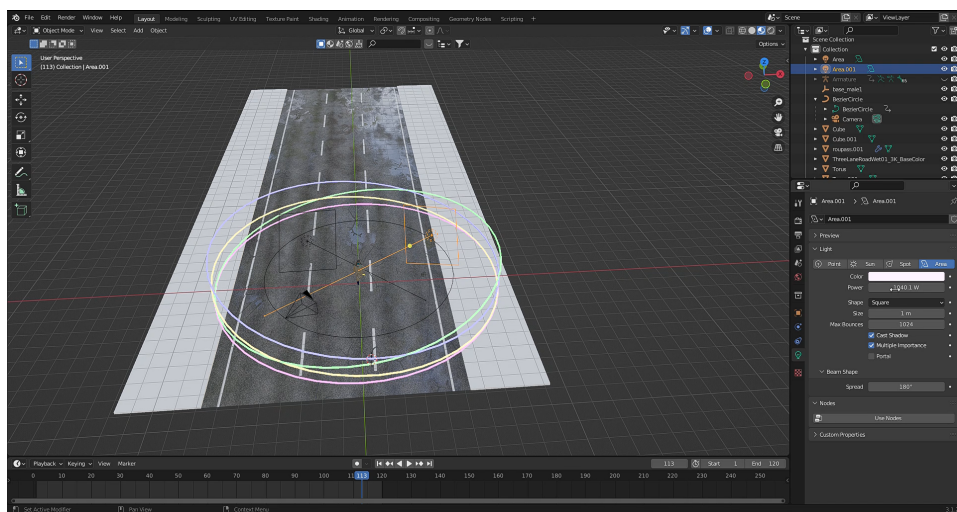 File Edit Render Window Help Layout Modeling Sculpting UV Editing Texture Paint Shading Animation Rendering Compositing Geometry Nodes Scripting + Scene ViewLayer
Object Mode View Select Add Object Global
Options
User Perspective
(113) Collection | Area.001
Z
Scene Collection
Collection
Area
Area.001
Armature
base_male1
BezierCircle
BezierCircle
Camera
Cube
Cube.001
roupass.001
ThreeLaneRoadWet01_3K_BaseColor
Torus
Area.001 > Area.001
Area.001
Preview
Light
Point Sun Spot Area
Color
Power 1040.1 W
Shape Square
Size 1 m
Max Bounces 1024
Cast Shadow
Multiple Importance
Portal
Beam Shape
Spread 180°
Nodes
Use Nodes
Custom Properties
Playback Keying View Marker 113 Start 1 End 120
0 10 20 30 40 50 60 70 80 90 100 113 120 130 140 150 160 170 180 190 200 210 220 230 240 250
Set Active Modifier Pan View Context Menu